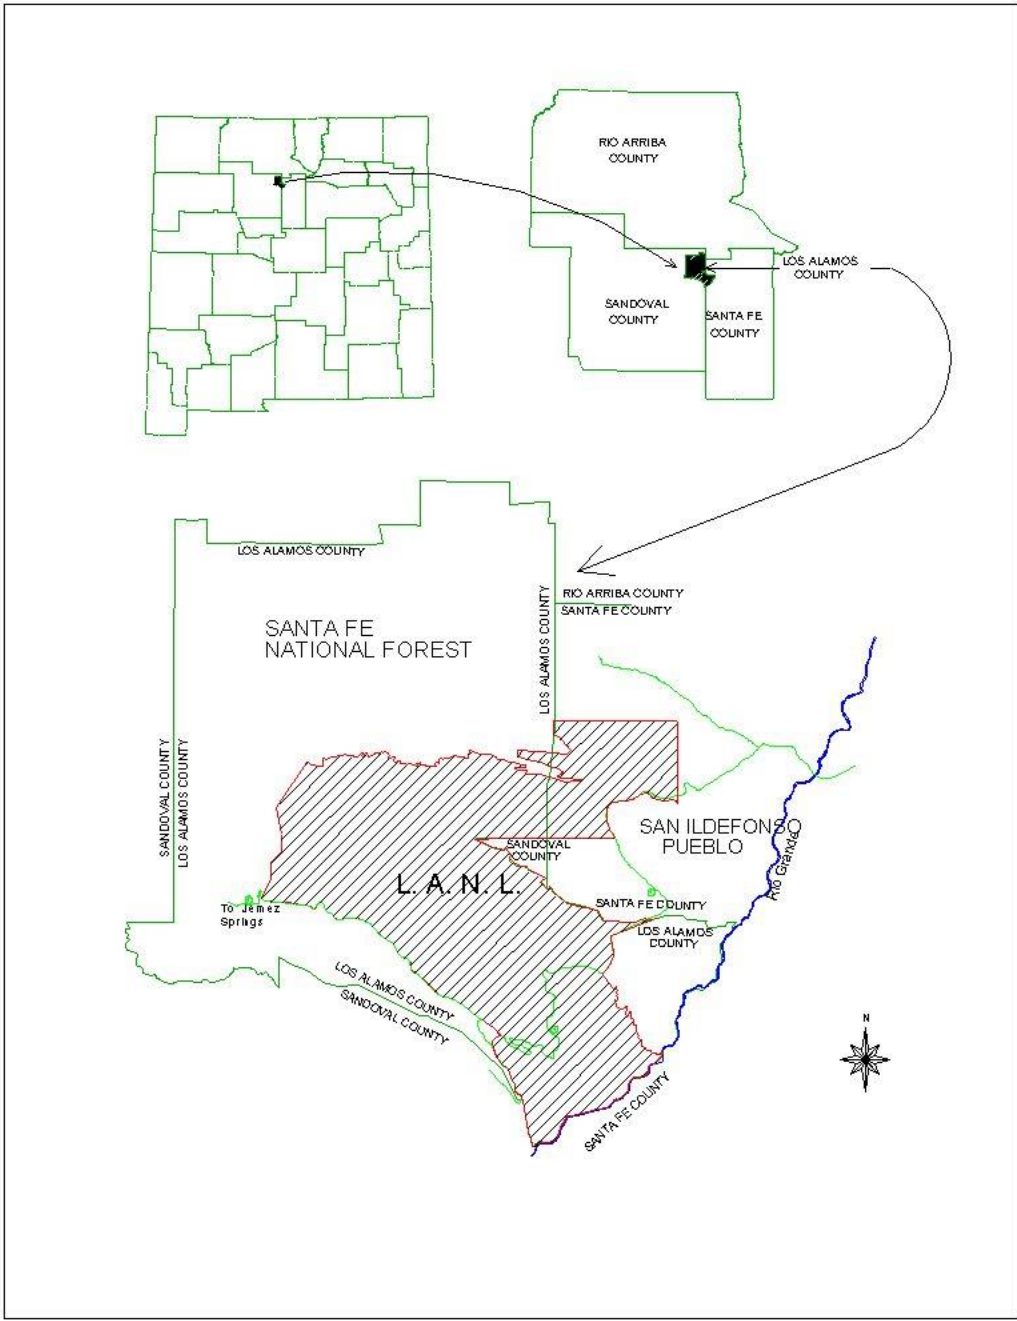 RIO ARRIBA
COUNTY
LOS ALAMOS
COUNTY
SANDOVAL
COUNTY
SANTA FE
COUNTY
LOS ALAMOS COUNTY
RIO ARRIBA COUNTY
SANTA FE COUNTY
LOS ALAMOS COUNTY
SANTA FE
NATIONAL FOREST
SANDOVAL COUNTY
LOS ALAMOS COUNTY
SAN ILDEFONSO
PUEBLO
Rio Grande
SANDOVAL
COUNTY
L. A. N. L.
SANTA FE COUNTY
To Jemez
Springs
LOS ALAMOS
COUNTY
LOS ALAMOS COUNTY
SANDOVAL COUNTY
N
SANTA FE COUNTY